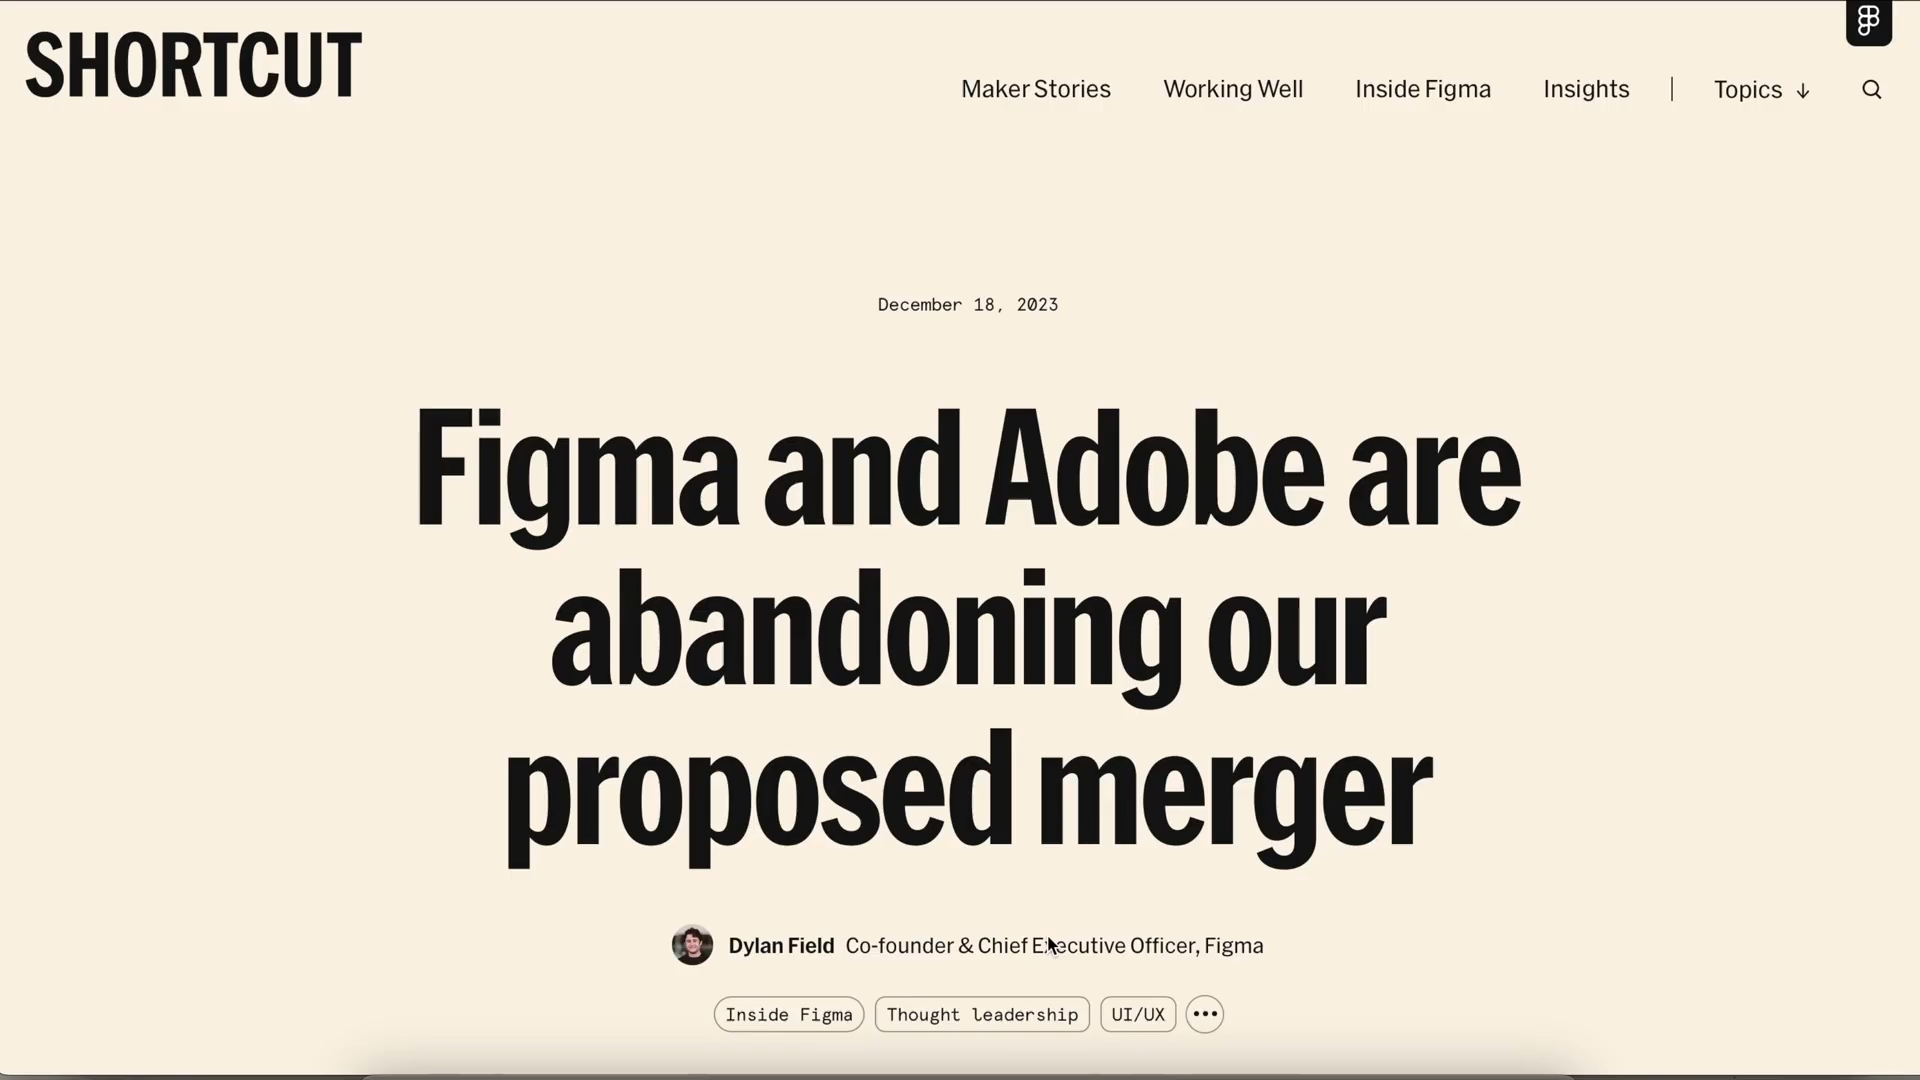 SHORTCUT
Maker Stories Working Well Inside Figma Insights | Topics ↓
December 18, 2023
Figma and Adobe are
abandoning our
proposed merger
Dylan Field Co-founder & Chief Executive Officer, Figma
Inside Figma Thought leadership UI/UX •••